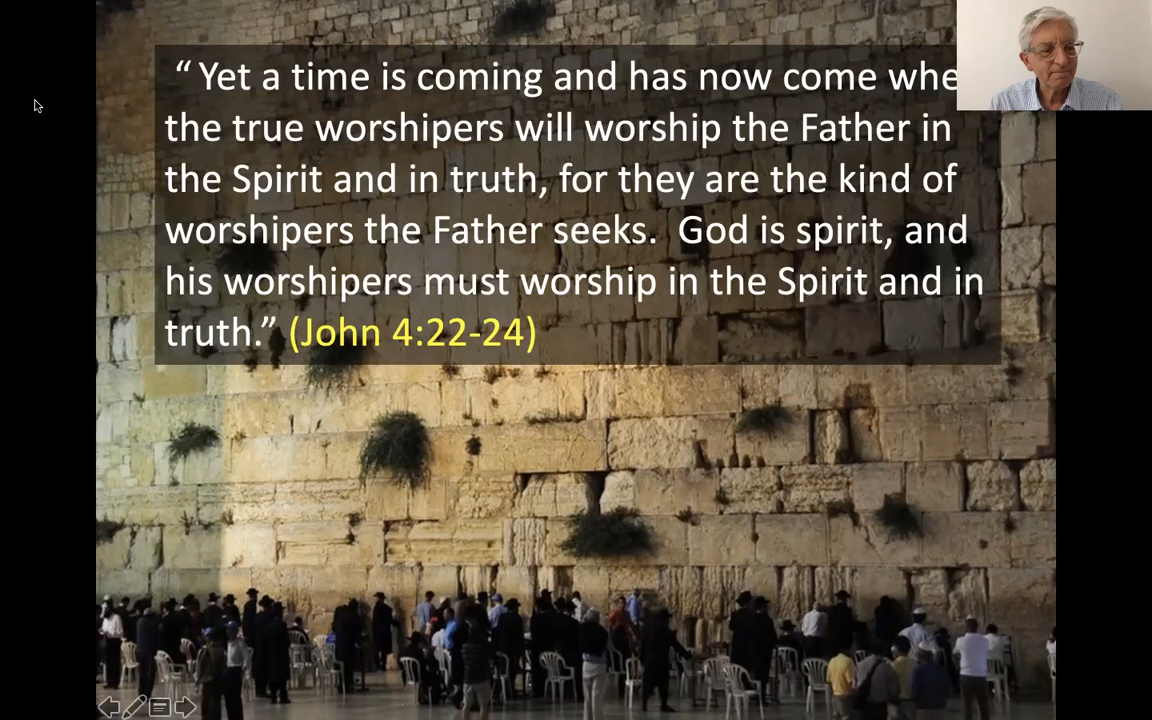 “ Yet a time is coming and has now come whe
the true worshipers will worship the Father in
the Spirit and in truth, for they are the kind of
worshipers the Father seeks.  God is spirit, and
his worshipers must worship in the Spirit and in
truth.” (John 4:22-24)